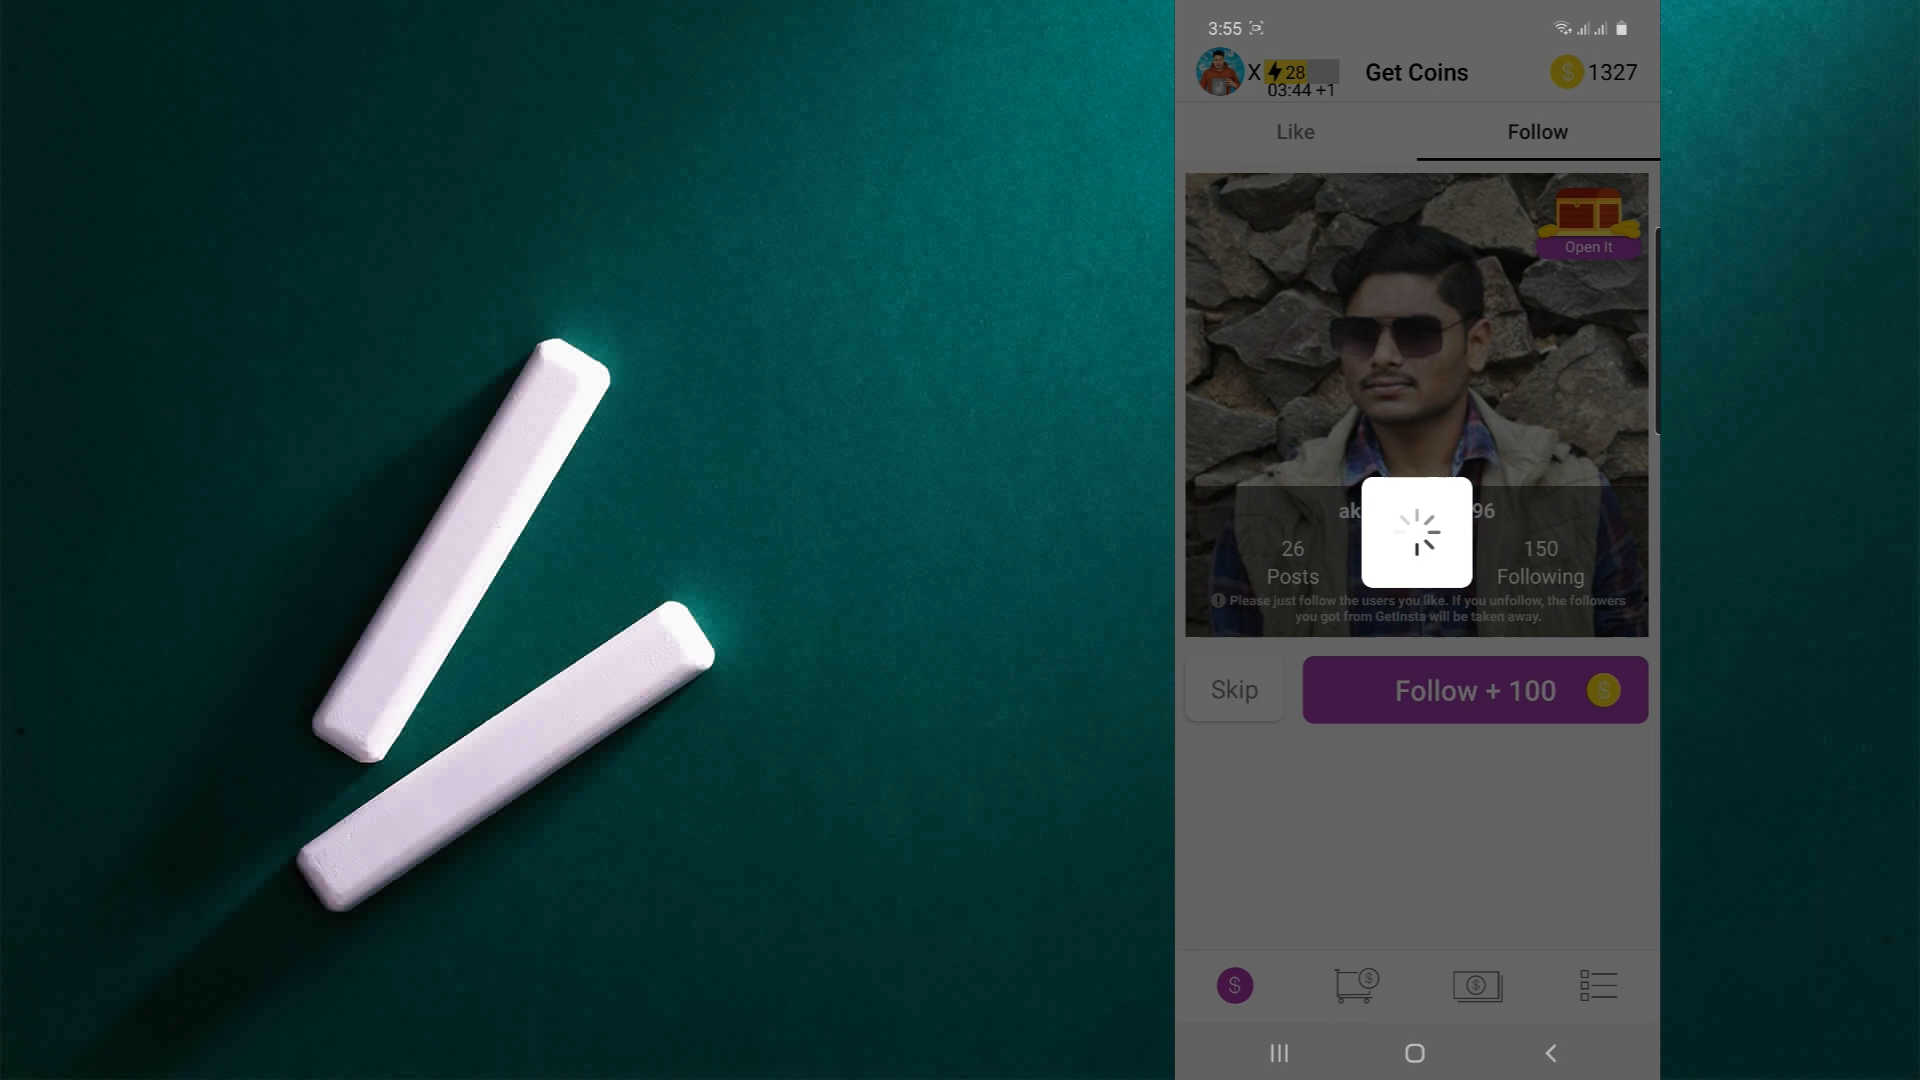 3:55
X 28
03:44 +1
Get Coins
1327
Like
Follow
Open It
ak 96
26
Posts
150
Following
Please just follow the users you like. If you unfollow, the followers
you got from GetInsta will be taken away.
Skip
Follow + 100